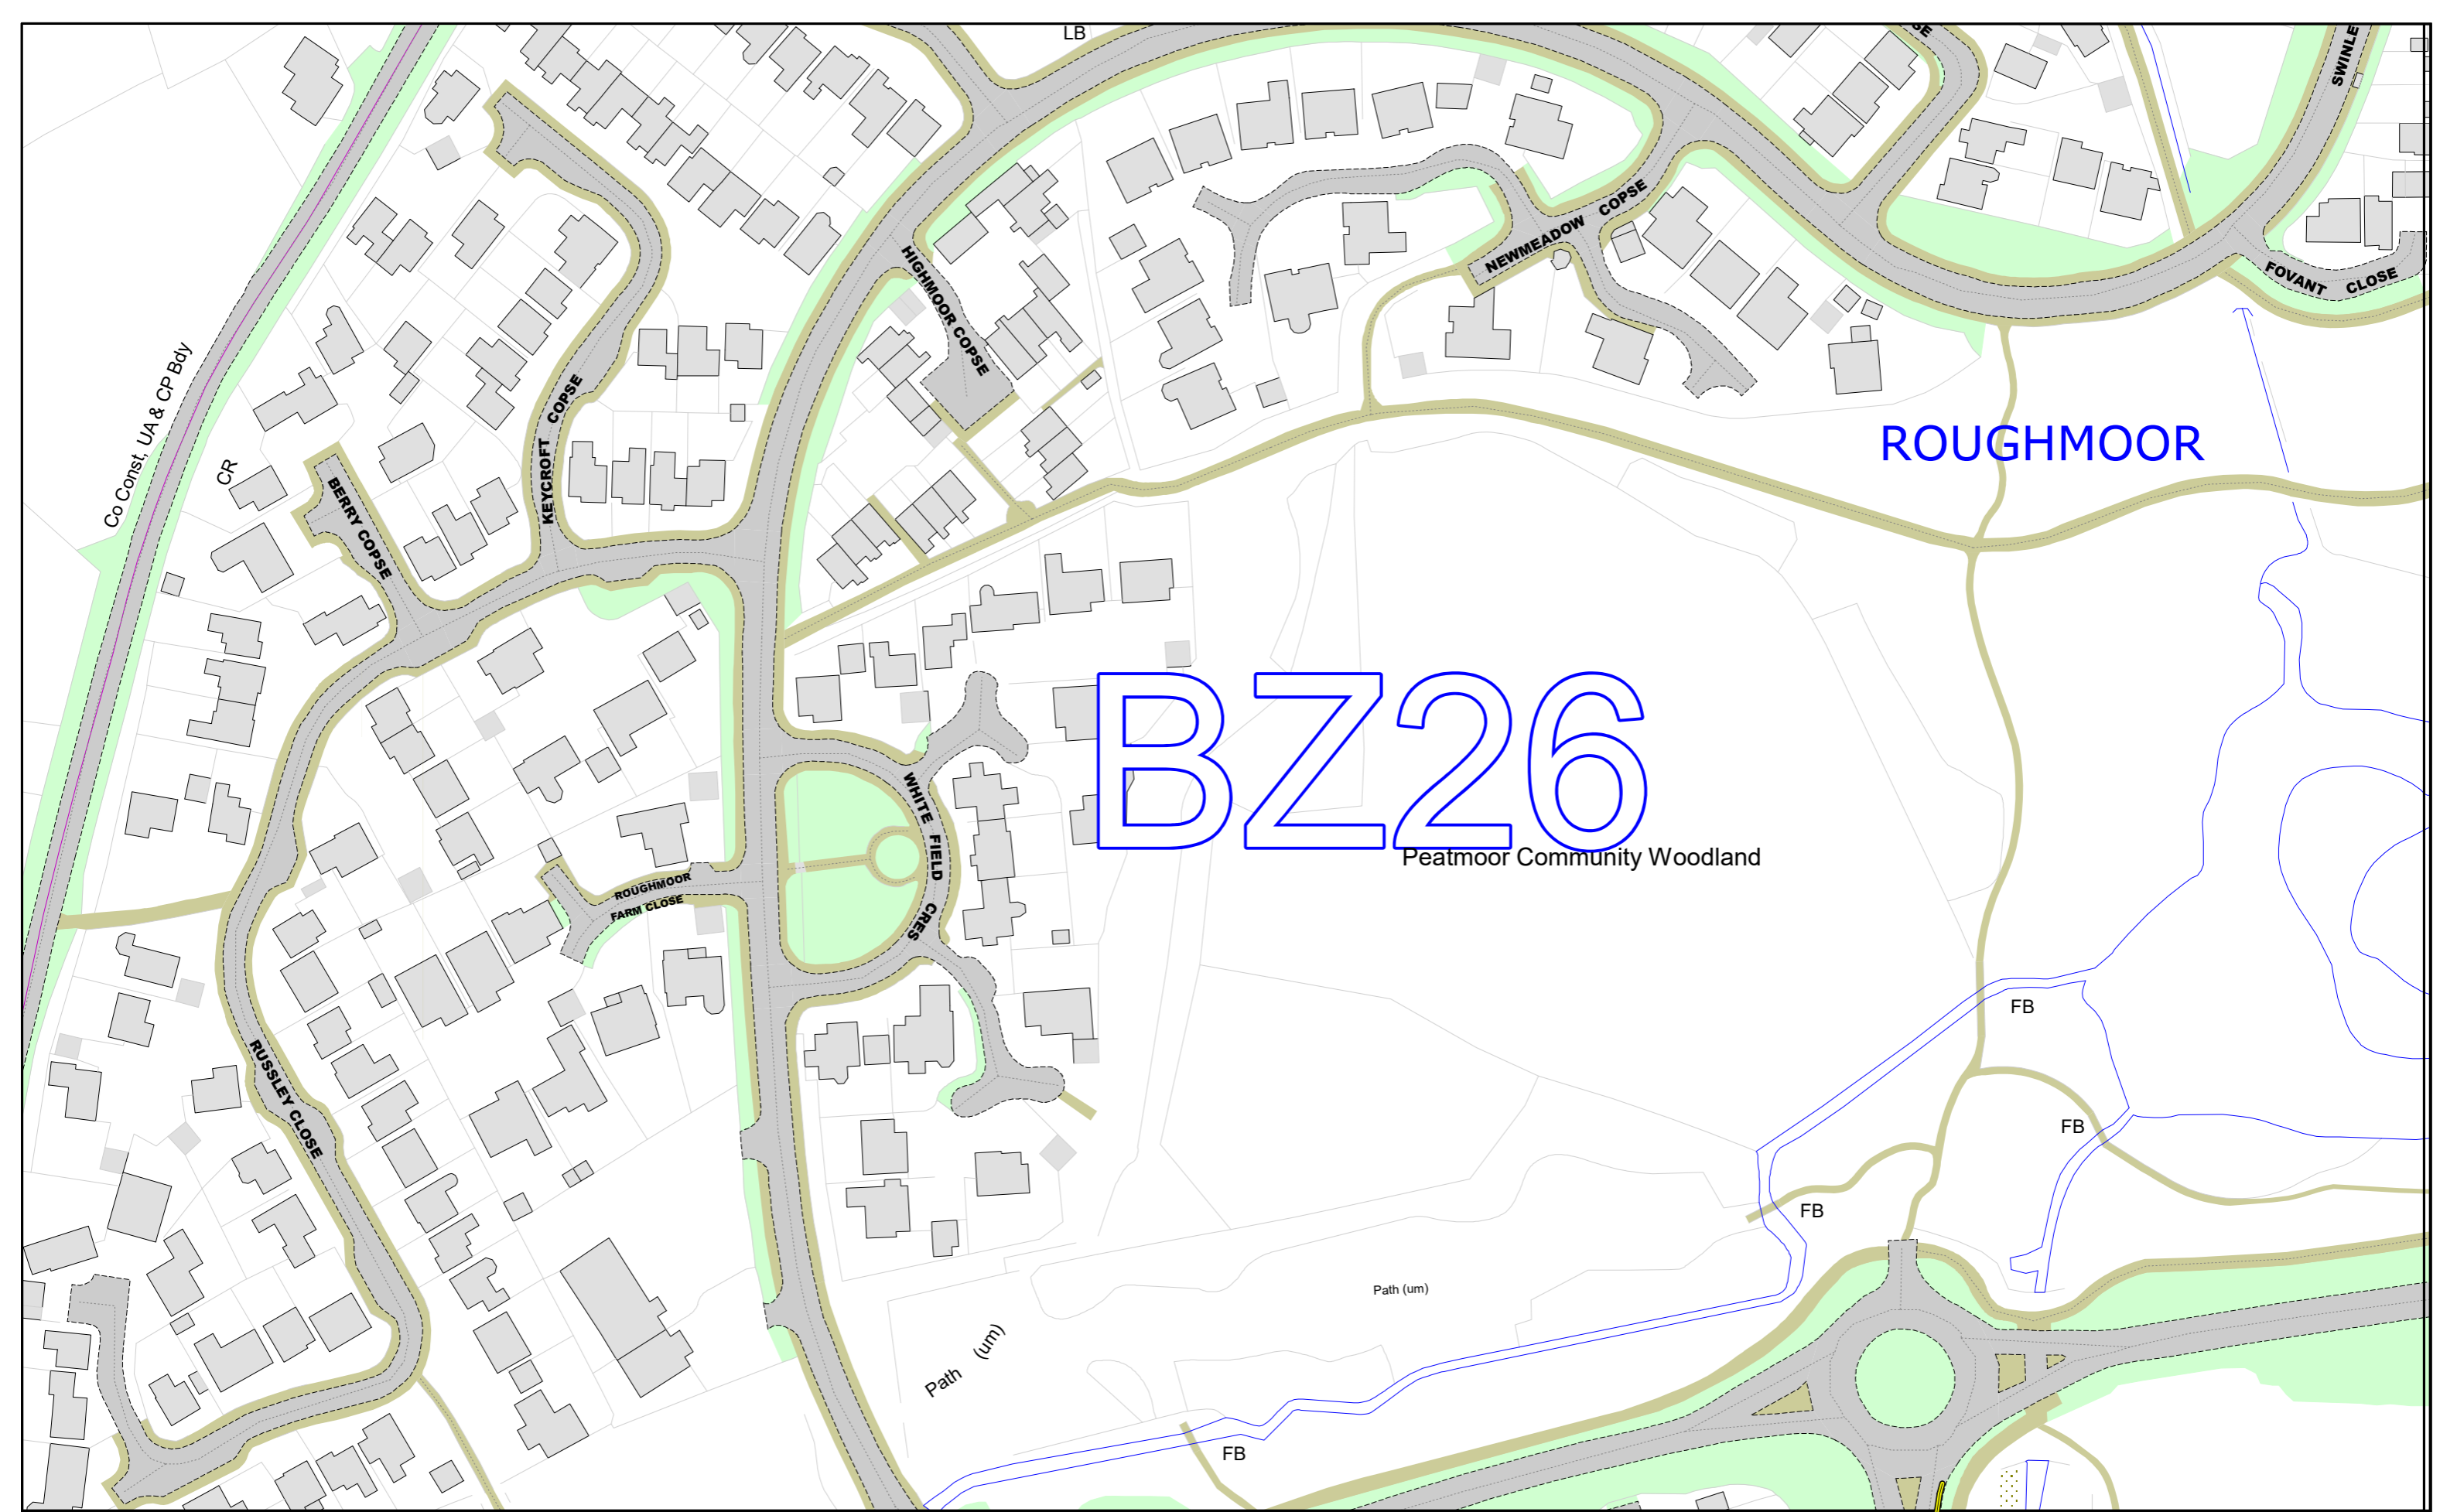 LB
SE
SWINLE
NEWMEADOW COPSE
HIGHMOOR COPSE
FOVANT CLOSE
Co Const, UA & CP Bdy
CR
KEYCROFT COPSE
BERRY COPSE
ROUGHMOOR
BZ26
Peatmoor Community Woodland
WHITE FIELD CRES
ROUGHMOOR
FARM CLOSE
RUSSLEY CLOSE
FB
FB
FB
Path (um)
Path (um)
FB